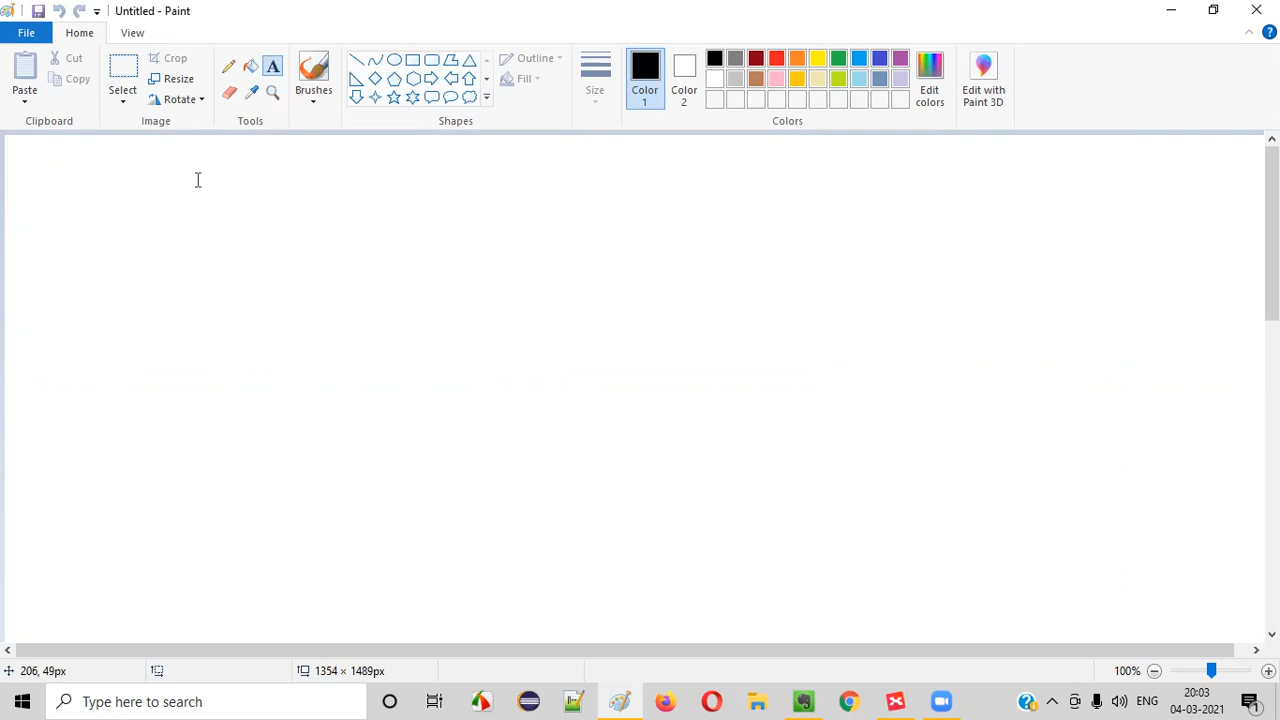 Untitled - Paint
File Home View
Paste
Cut
Copy
Clipboard
Select
Crop
Resize
Rotate
Image
A
Tools
Brushes
Shapes
Outline
Fill
Size
Color 1
Color 2
Edit colors
Colors
Edit with Paint 3D
206, 49px
1354 × 1489px
100%
Type here to search
ENG
20:03
04-03-2021